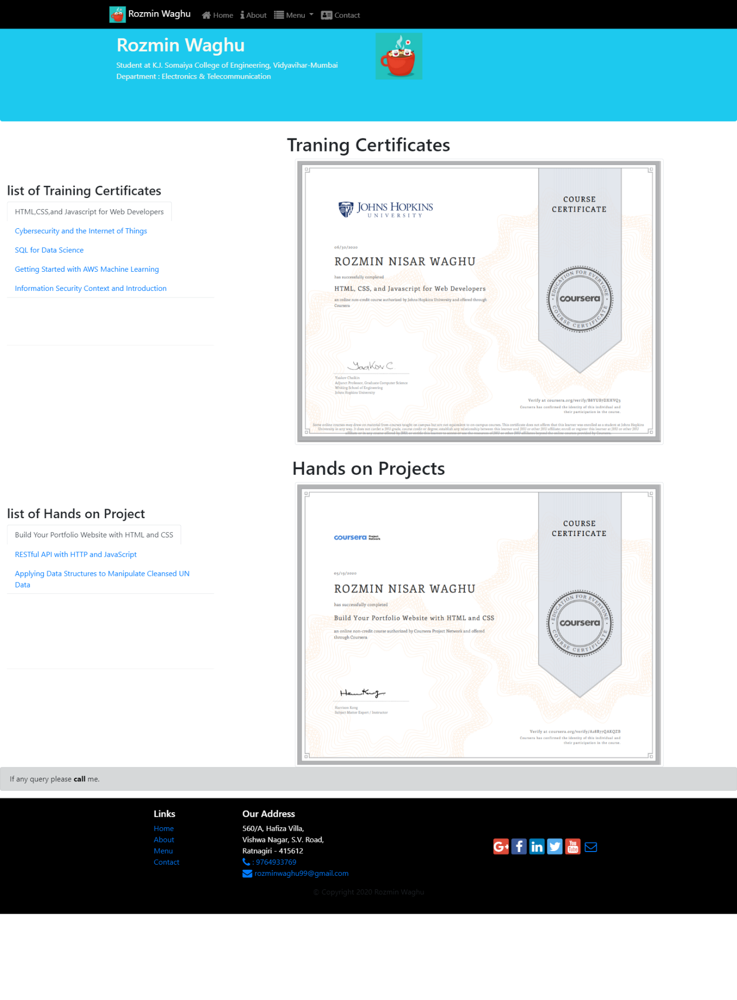 Rozmin Waghu
Home
About
Menu
Contact
Rozmin Waghu
Student at K.J. Somaiya College of Engineering, Vidyavihar-Mumbai
Department : Electronics & Telecommunication
Traning Certificates
list of Training Certificates
HTML,CSS,and Javascript for Web Developers
Cybersecurity and the Internet of Things
SQL for Data Science
Getting Started with AWS Machine Learning
Information Security Context and Introduction
JOHNS HOPKINS
UNIVERSITY
06/30/2020
ROZMIN NISAR WAGHU
has successfully completed
HTML, CSS, and Javascript for Web Developers
an online non-credit course authorized by Johns Hopkins University and offered through
Coursera
Yaakov Chaikin
Adjunct Professor, Graduate Computer Science
Whiting School of Engineering
Johns Hopkins University
COURSE
CERTIFICATE
EDUCATION FOR EVERYONE
coursera
COURSE CERTIFICATE
Verify at coursera.org/verify/B8YUB7DXHVQ3
Coursera has confirmed the identity of this individual and
their participation in the course.
Some online courses may draw on material from courses taught on campus but are not equivalent to on-campus courses. This certificate does not affirm that this learner was enrolled as a student at Johns Hopkins
University in any way. It does not confer a JHU grade, course credit or degree; establish any relationship between this learner and JHU or other JHU affiliate; enroll or register this learner at JHU or other JHU
affiliate or in any course offered by JHU; or entitle this learner to access or use the resources of JHU or other JHU affiliates beyond the online courses provided by Coursera.
Hands on Projects
list of Hands on Project
Build Your Portfolio Website with HTML and CSS
RESTful API with HTTP and JavaScript
Applying Data Structures to Manipulate Cleansed UN
Data
coursera Project
Network
05/19/2020
ROZMIN NISAR WAGHU
has successfully completed
Build Your Portfolio Website with HTML and CSS
an online non-credit course authorized by Coursera Project Network and offered
through Coursera
Harrison Kong
Subject Matter Expert / Instructor
COURSE
CERTIFICATE
EDUCATION FOR EVERYONE
coursera
COURSE CERTIFICATE
Verify at coursera.org/verify/A2BR77QAKQZB
Coursera has confirmed the identity of this individual and
their participation in the course.
If any query please call me.
Links
Home
About
Menu
Contact
Our Address
560/A, Hafiza Villa,
Vishwa Nagar, S.V. Road,
Ratnagiri - 415612
: 9764933769
rozminwaghu99@gmail.com
G+
f
in
You
Tube
© Copyright 2020 Rozmin Waghu